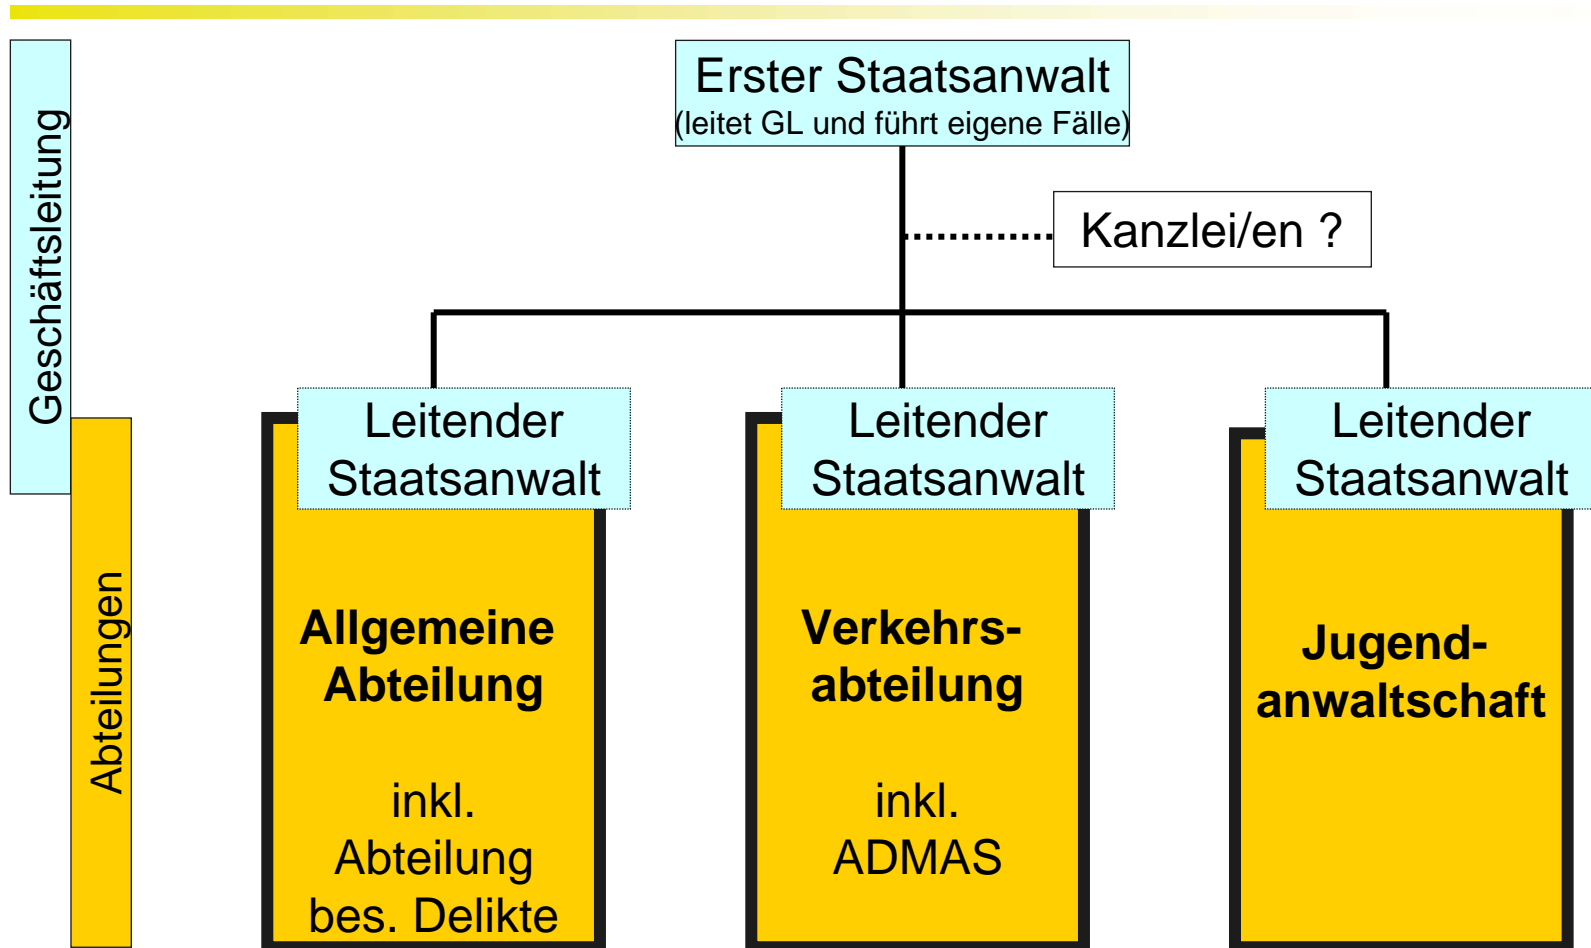 Geschäftsleitung
Abteilungen
Erster Staatsanwalt
(leitet GL und führt eigene Fälle)
Kanzlei/en ?
Leitender
Staatsanwalt
Allgemeine
Abteilung
inkl.
Abteilung
bes. Delikte
Leitender
Staatsanwalt
Verkehrs-
abteilung
inkl.
ADMAS
Leitender
Staatsanwalt
Jugend-
anwaltschaft